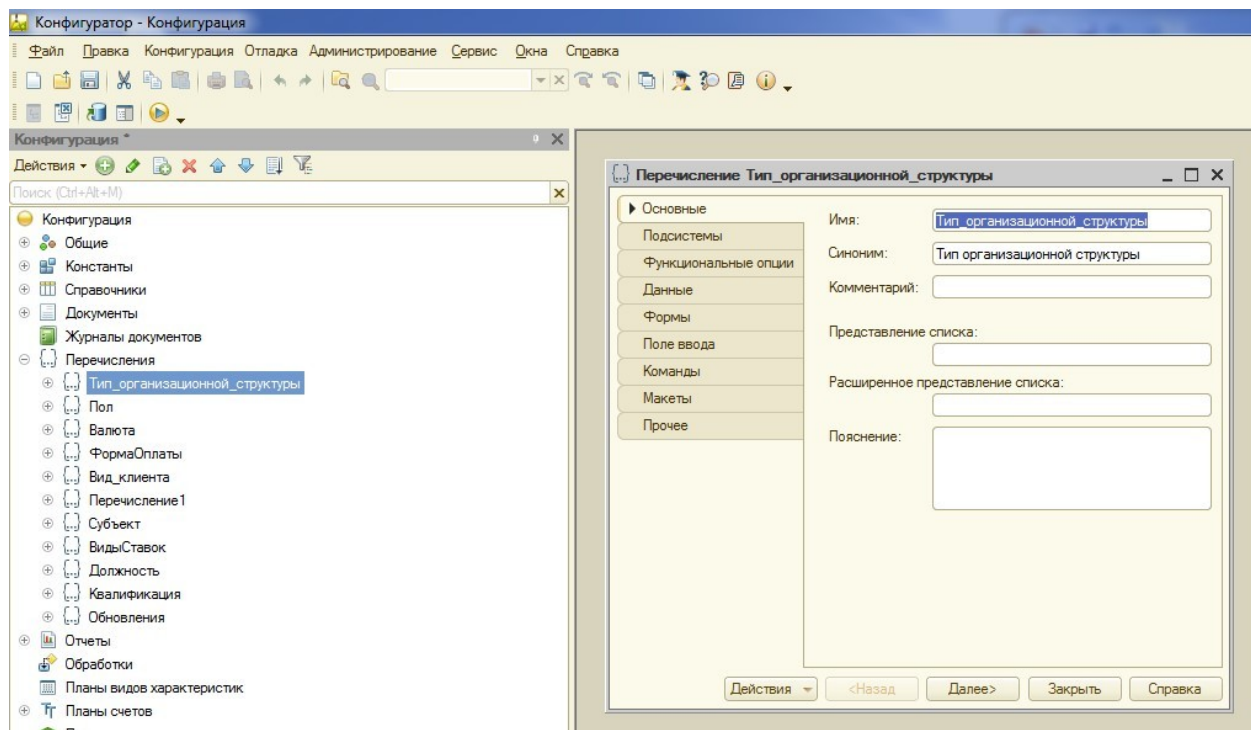 Конфигуратор - Конфигурация
Файл Правка Конфигурация Отладка Администрирование Сервис Окна Справка
Конфигурация *
Действия
Поиск (Ctrl+Alt+M)
Конфигурация
Общие
Константы
Справочники
Документы
Журналы документов
Перечисления
Тип_организационной_структуры
Пол
Валюта
ФормаОплаты
Вид_клиента
Перечисление1
Субъект
ВидыСтавок
Должность
Квалификация
Обновления
Отчеты
Обработки
Планы видов характеристик
Планы счетов
Перечисление Тип_организационной_структуры
Основные
Подсистемы
Функциональные опции
Данные
Формы
Поле ввода
Команды
Макеты
Прочее
Имя: Тип_организационной_структуры
Синоним: Тип организационной структуры
Комментарий:
Представление списка:
Расширенное представление списка:
Пояснение:
Действия <Назад Далее> Закрыть Справка